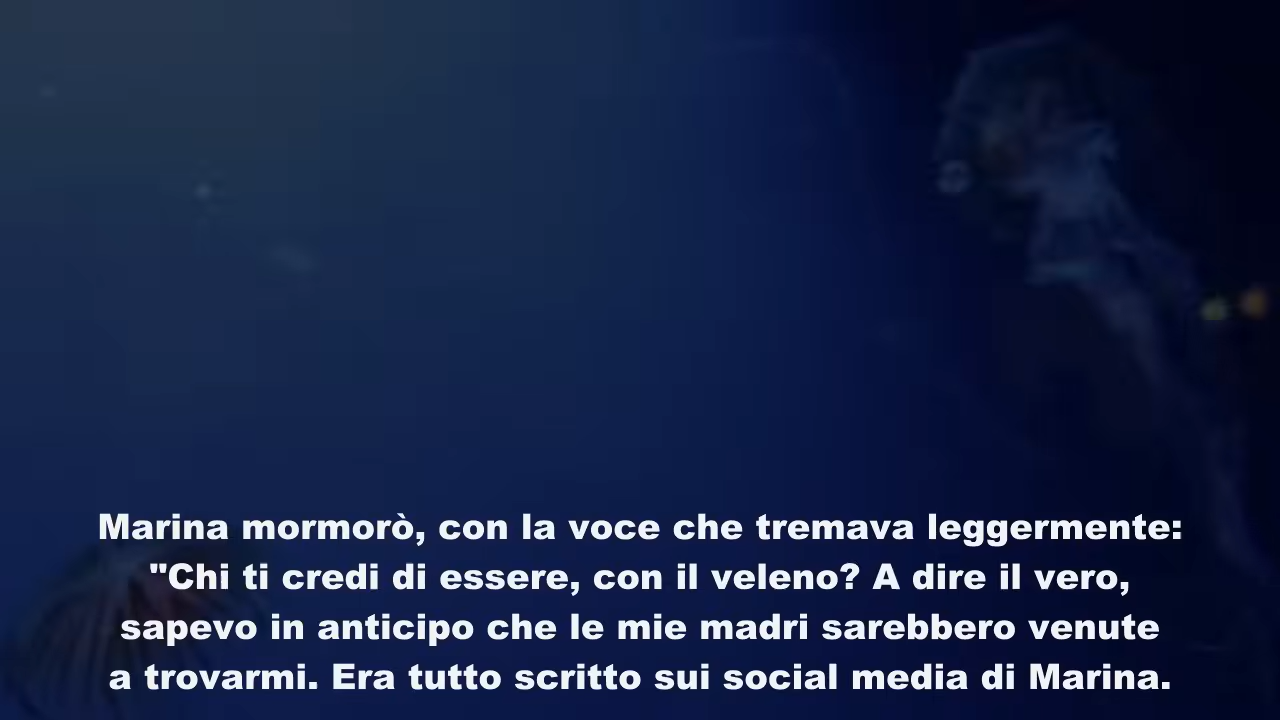 Marina mormorò, con la voce che tremava leggermente:
"Chi ti credi di essere, con il veleno? A dire il vero,
sapevo in anticipo che le mie madri sarebbero venute
a trovarmi. Era tutto scritto sui social media di Marina.